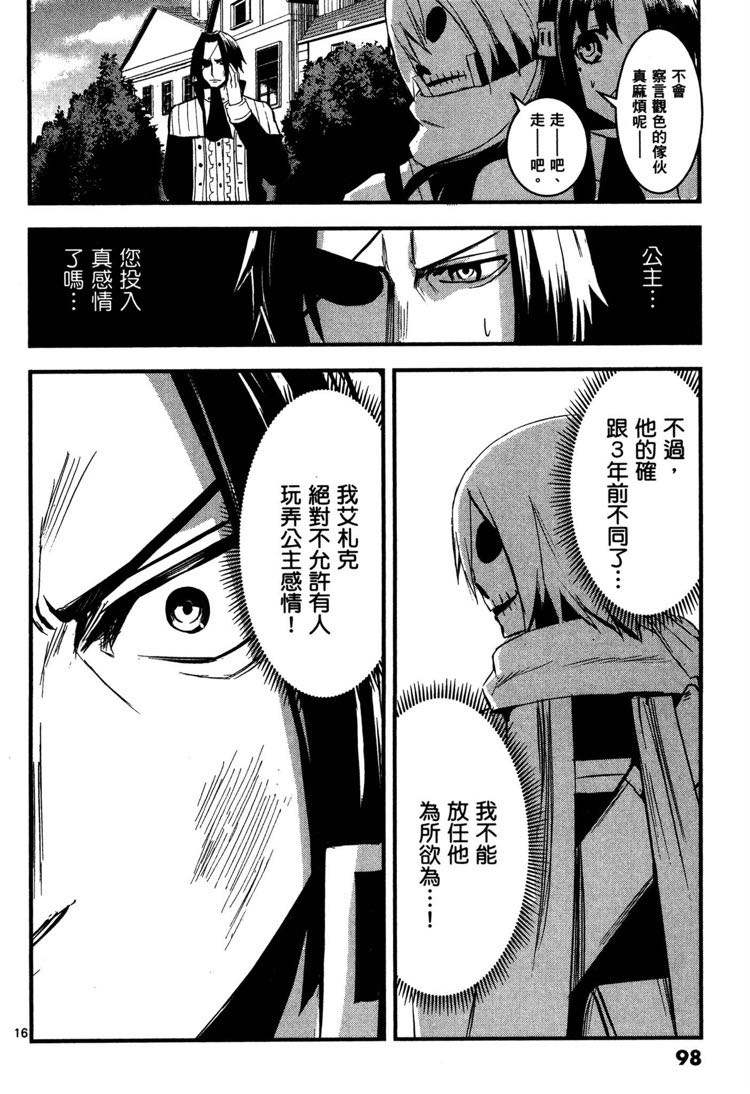 不會
察言觀色的傢伙
真麻煩呢——
走——吧、
走——吧。
公主…
您投入
真感情
了嗎…
不過，
他的確
跟3年前不同了…
我不能
放任他
為所欲為…！
我艾札克
絕對不允許有人
玩弄公主感情！
16
98